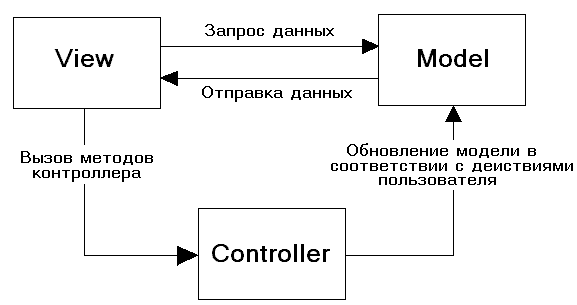 Запрос данных
View
Model
Отправка данных
Вызов методов
контроллера
Обновление модели в
соответствии с деиствиями
пользователя
Controller